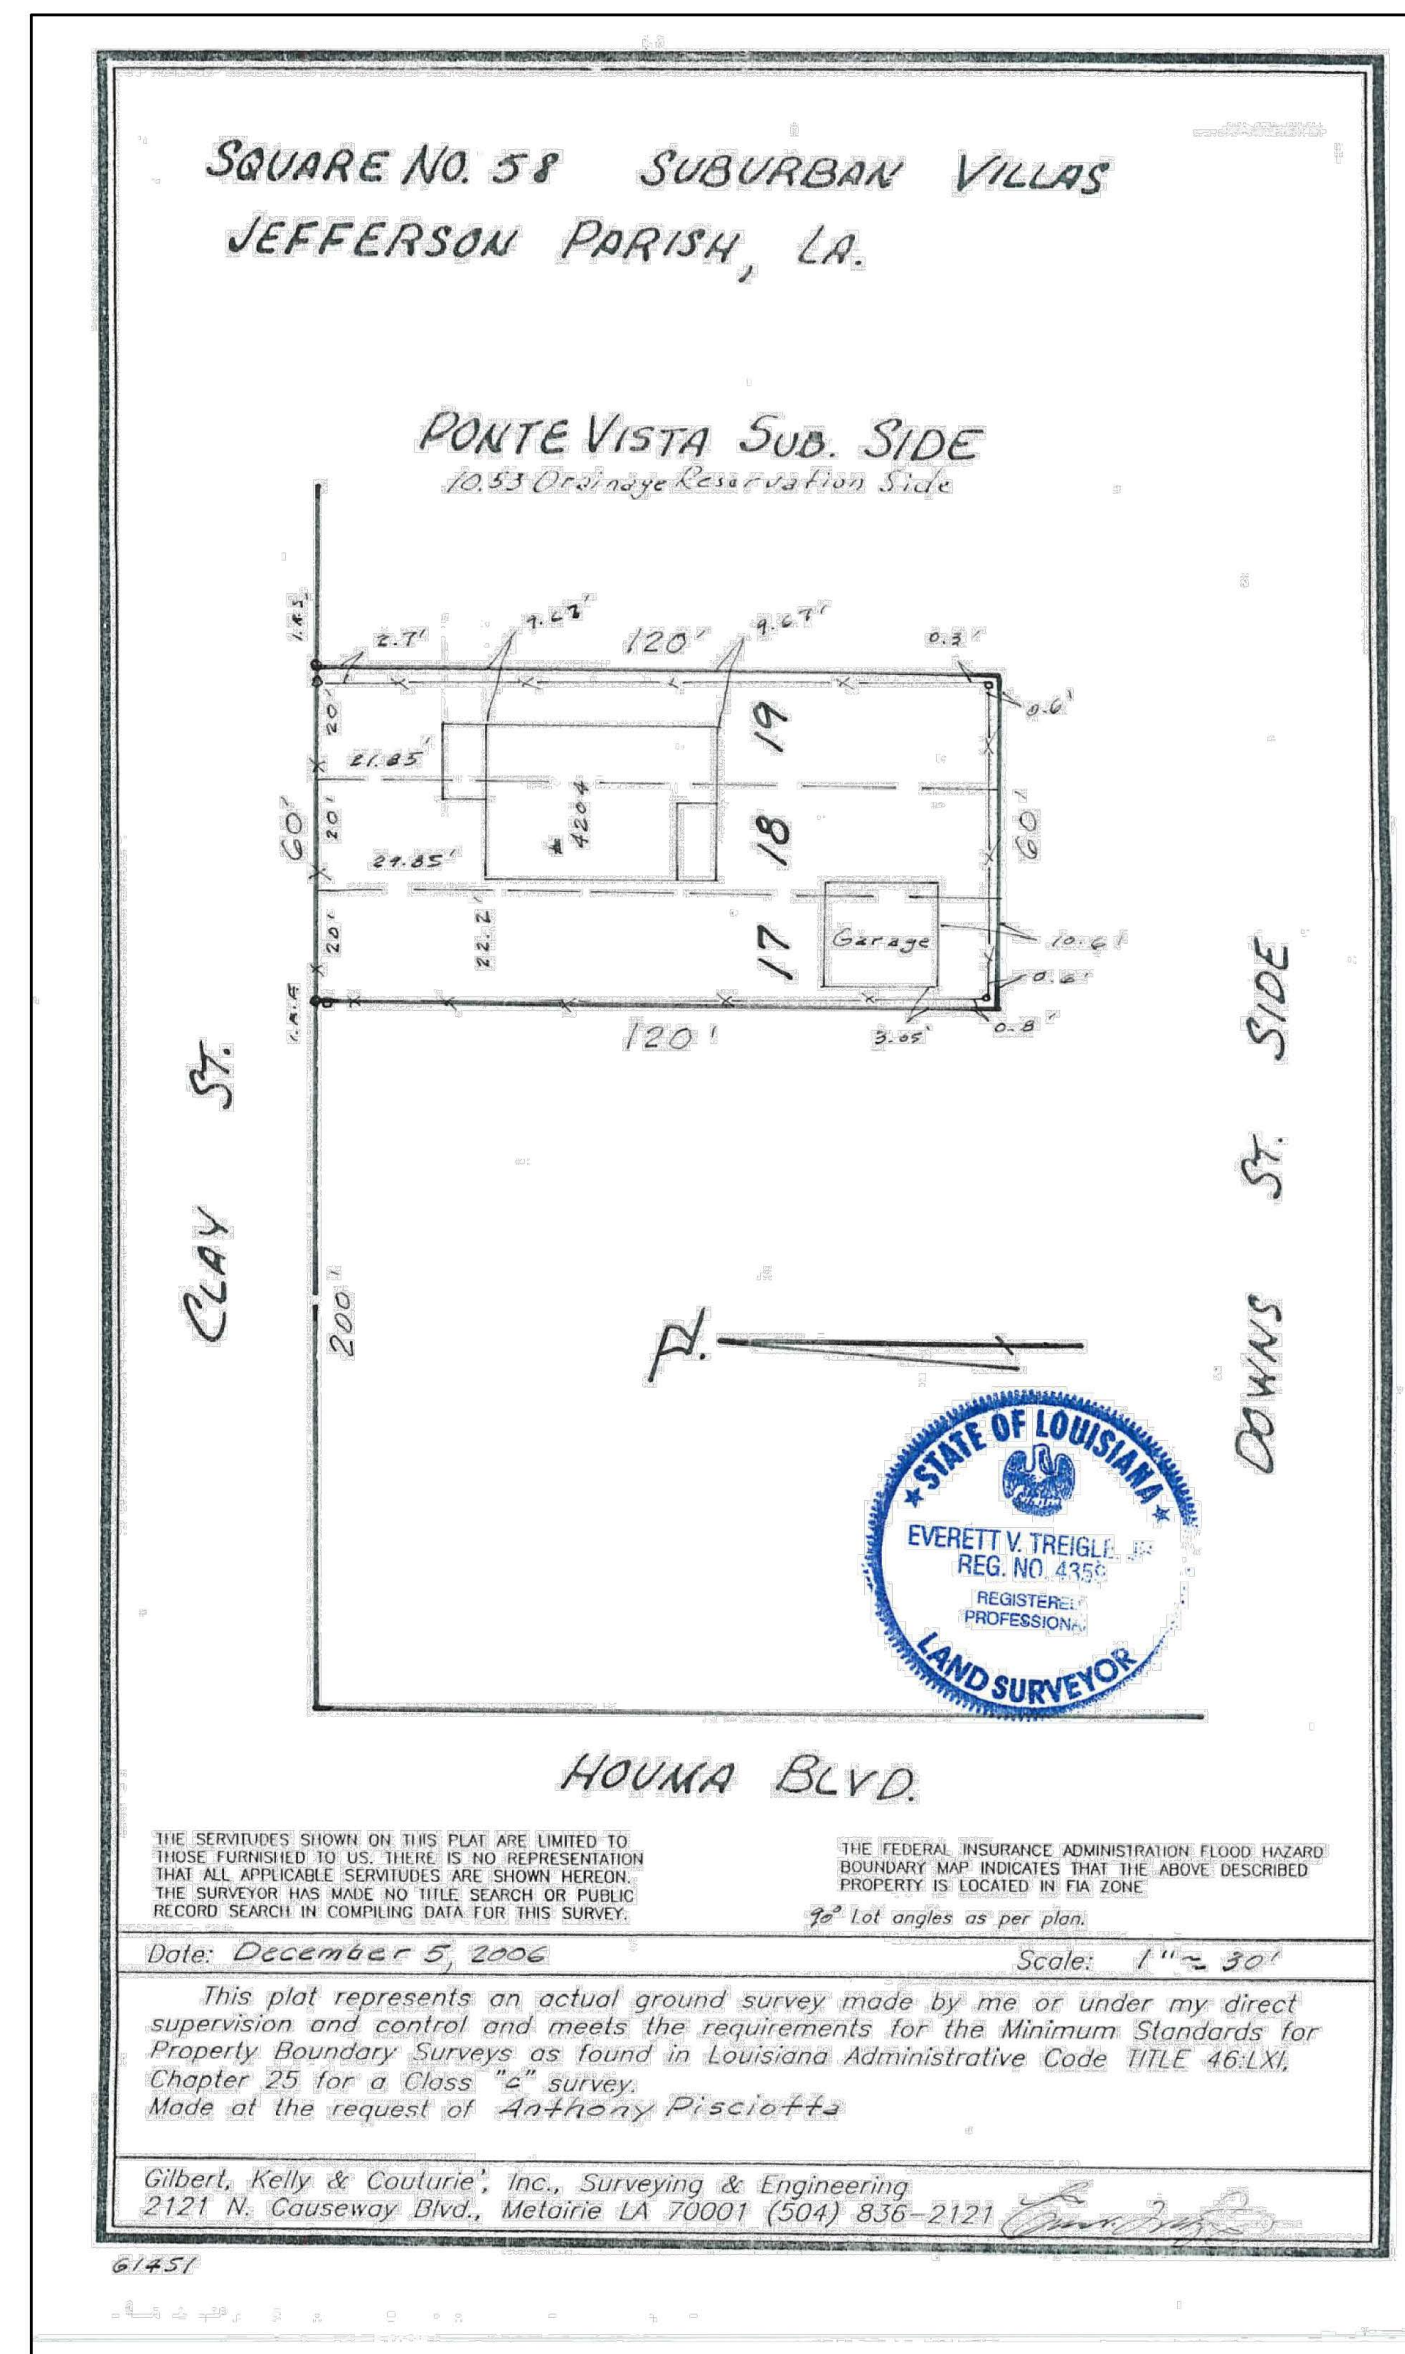 SQUARE NO. 58 SUBURBAN VILLAS
JEFFERSON PARISH, LA.
PONTE VISTA SUB. SIDE
10.53 Drainage Reservation Side
2.7'
9.67'
120'
9.67'
0.3'
0.6'
20'
21.85'
19
60'
20'
4204
18
60'
29.85'
20'
22.2'
17
Garage
10.6'
0.6'
120'
3.05'
0.8'
CLAY ST.
DOWNS ST. SIDE
200'
N.
STATE OF LOUISIANA
EVERETT V. TREIGLE, JR
REG. NO. 4359
REGISTERED
PROFESSIONAL
LAND SURVEYOR
HOUMA BLVD.
THE SERVITUDES SHOWN ON THIS PLAT ARE LIMITED TO
THOSE FURNISHED TO US. THERE IS NO REPRESENTATION
THAT ALL APPLICABLE SERVITUDES ARE SHOWN HEREON.
THE SURVEYOR HAS MADE NO TITLE SEARCH OR PUBLIC
RECORD SEARCH IN COMPILING DATA FOR THIS SURVEY.
THE FEDERAL INSURANCE ADMINISTRATION FLOOD HAZARD
BOUNDARY MAP INDICATES THAT THE ABOVE DESCRIBED
PROPERTY IS LOCATED IN FIA ZONE
90° Lot angles as per plan.
Date: December 5, 2006
Scale: 1" = 30'
This plat represents an actual ground survey made by me or under my direct
supervision and control and meets the requirements for the Minimum Standards for
Property Boundary Surveys as found in Louisiana Administrative Code TITLE 46:LXI,
Chapter 25 for a Class "C" survey.
Made at the request of Anthony Pisciotta
Gilbert, Kelly & Couturie', Inc., Surveying & Engineering
2121 N. Causeway Blvd., Metairie LA 70001 (504) 836-2121
61451